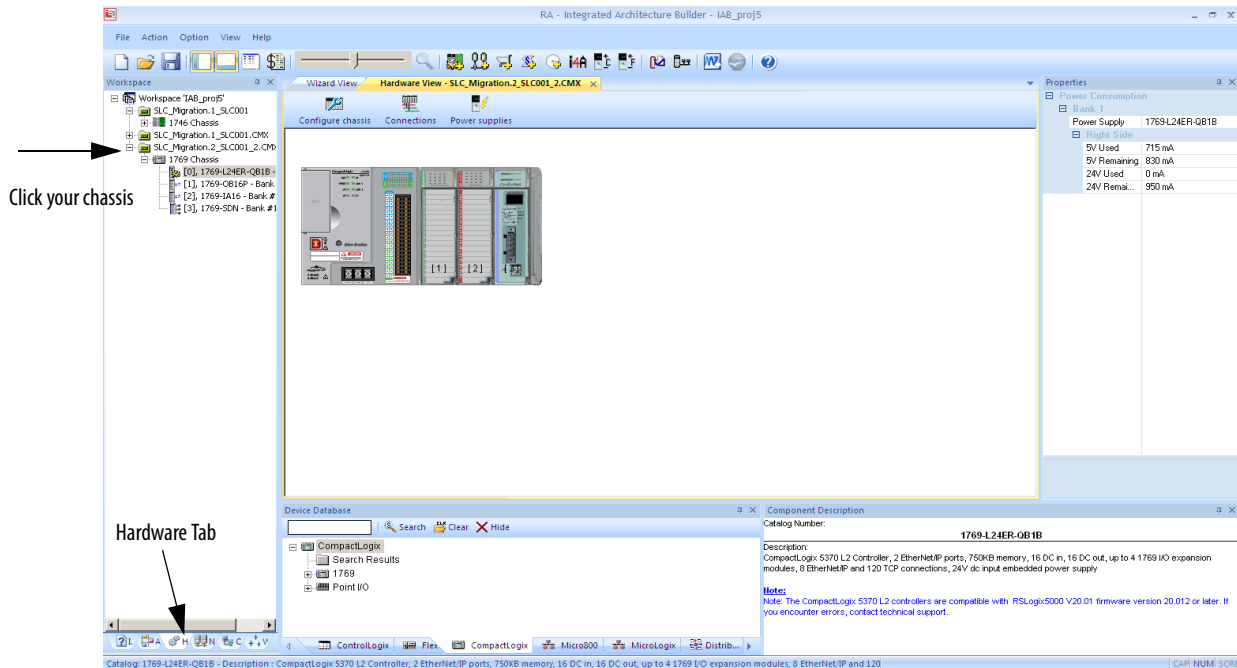 RA - Integrated Architecture Builder - IAB_proj5
File Action Option View Help
Workspace
Workspace 'IAB_proj5'
SLC_Migration.1_SLC001
1746 Chassis
SLC_Migration.1_SLC001.CMX
SLC_Migration.2_SLC001_2.CMX
1769 Chassis
[0], 1769-L24ER-QB1B -
[1], 1769-OB16P - Bank
[2], 1769-IA16 - Bank #
[3], 1769-SDN - Bank #1
Click your chassis
Hardware Tab
I. A H N C V
Wizard View Hardware View - SLC_Migration.2_SLC001_2.CMX
Configure chassis Connections Power supplies
Allen-Bradley
[1] [2]
Properties
Power Consumption
Bank 1
Power Supply 1769-L24ER-QB1B
Right Side
5V Used 715 mA
5V Remaining 830 mA
24V Used 0 mA
24V Remai... 950 mA
Device Database
Search Clear Hide
CompactLogix
Search Results
1769
Point I/O
ControlLogix Flex CompactLogix Micro800 MicroLogix Distrib...
Component Description
Catalog Number:
1769-L24ER-QB1B
Description:
CompactLogix 5370 L2 Controller, 2 EtherNet/IP ports, 750KB memory, 16 DC in, 16 DC out, up to 4 1769 I/O expansion
modules, 8 EtherNet/IP and 120 TCP connections, 24V dc input embedded
power supply
Note:
Note: The CompactLogix 5370 L2 controllers are compatible with RSLogix5000 V20.01 firmware version 20.012 or later. If
you encounter errors, contact technical support.
Catalog: 1769-L24ER-QB1B - Description : CompactLogix 5370 L2 Controller, 2 EtherNet/IP ports, 750KB memory, 16 DC in, 16 DC out, up to 4 1769 I/O expansion modules, 8 EtherNet/IP and 120
CAP NUM SCRL